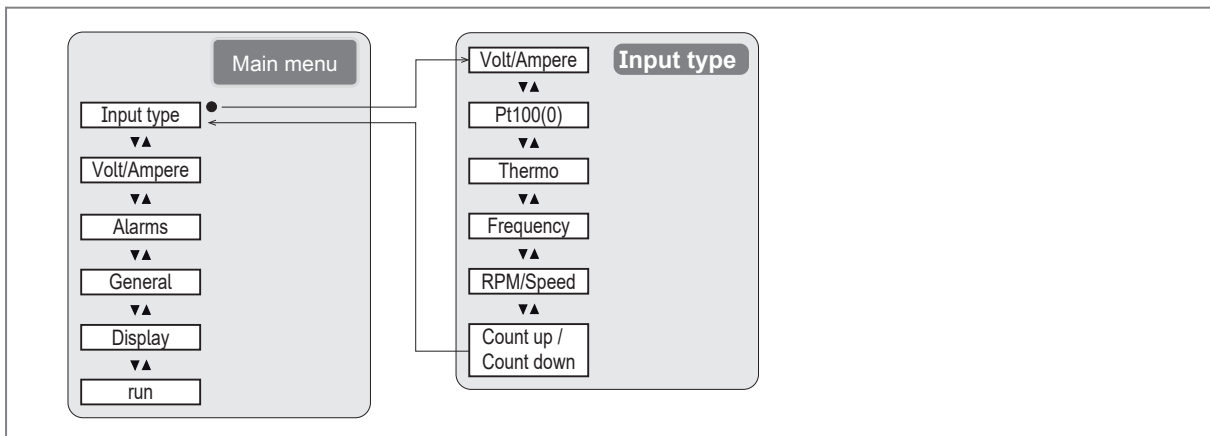 Main menu
Input type
▼▲
Volt/Ampere
▼▲
Alarms
▼▲
General
▼▲
Display
▼▲
run
Input type
Volt/Ampere
▼▲
Pt100(0)
▼▲
Thermo
▼▲
Frequency
▼▲
RPM/Speed
▼▲
Count up /
Count down